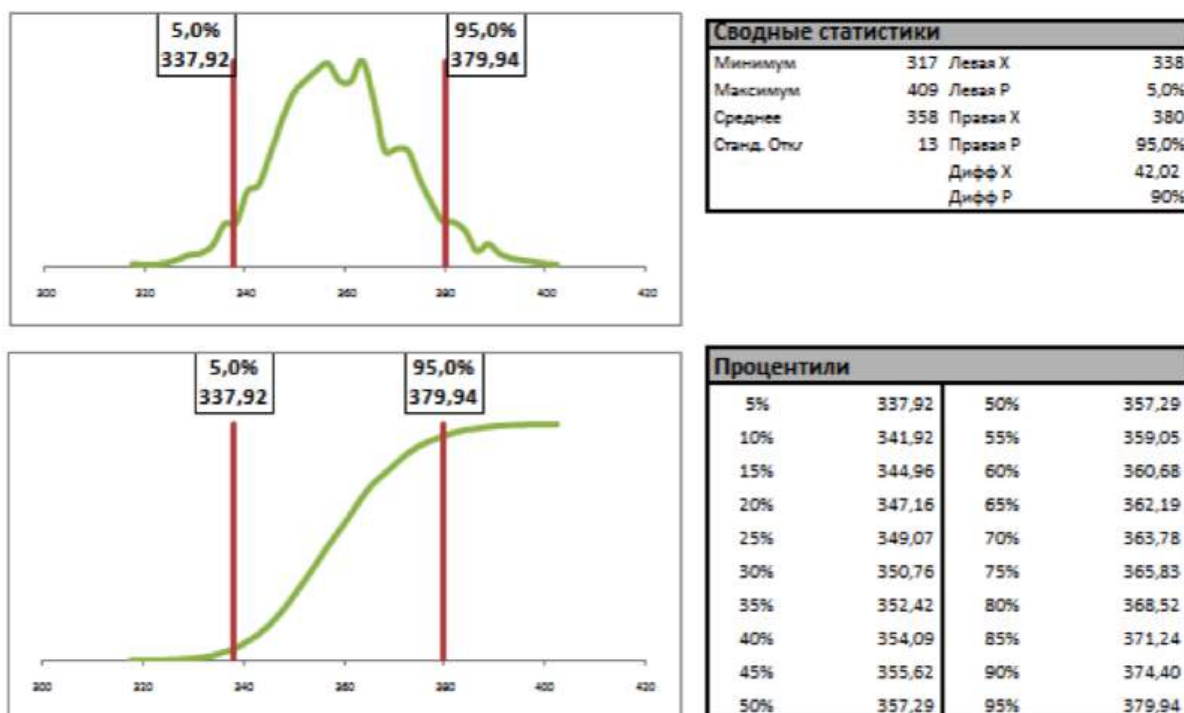 5,0%
337,92
95,0%
379,94
300 320 340 360 380 400 420
Сводные статистики
Минимум 317 Левая X 338
Максимум 409 Левая P 5,0%
Среднее 358 Правая X 380
Станд. Откл 13 Правая P 95,0%
Дифф X 42,02
Дифф P 90%
5,0%
337,92
95,0%
379,94
300 320 340 360 380 400 420
Процентили
5% 337,92 50% 357,29
10% 341,92 55% 359,05
15% 344,96 60% 360,68
20% 347,16 65% 362,19
25% 349,07 70% 363,78
30% 350,76 75% 365,83
35% 352,42 80% 368,52
40% 354,09 85% 371,24
45% 355,62 90% 374,40
50% 357,29 95% 379,94